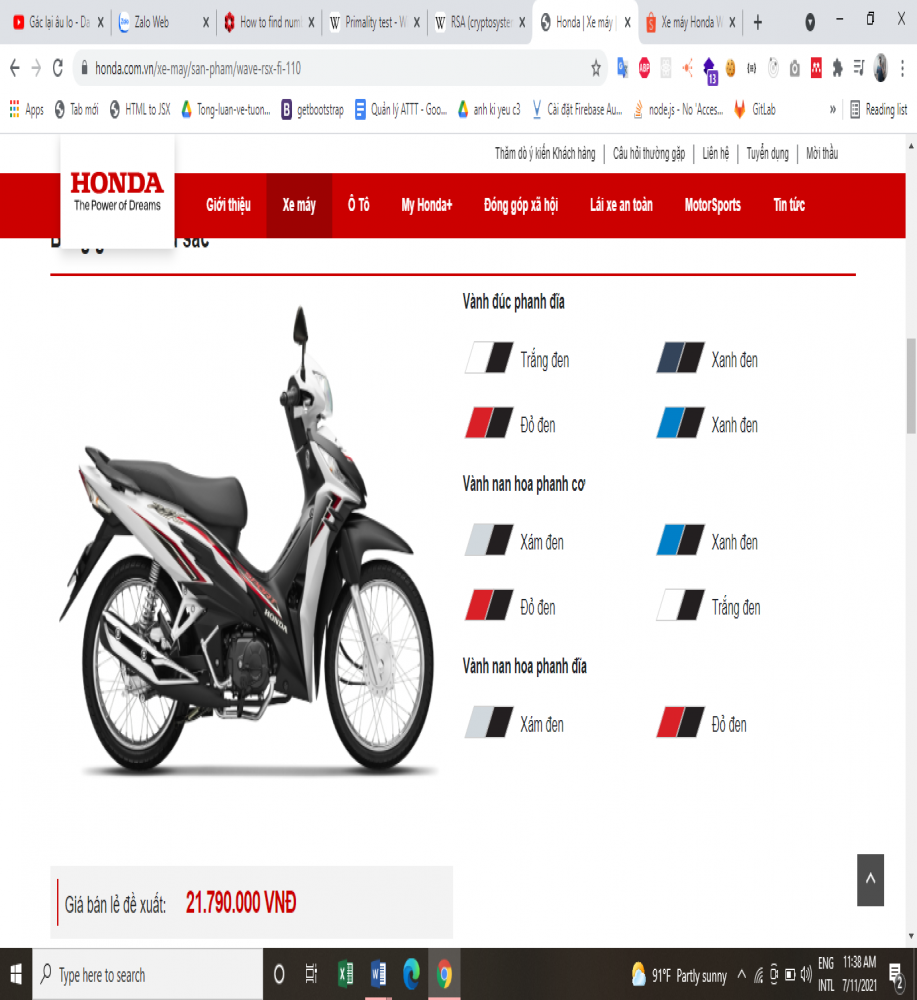 Gác lại âu lo - Da
Zalo Web
How to find num
Primality test - W
RSA (cryptosyste
Honda | Xe máy |
Xe máy Honda W
honda.com.vn/xe-may/san-pham/wave-rsx-fi-110
ABP
13
Apps
Tab mới
HTML to JSX
Tong-luan-ve-tuon...
getbootstrap
Quản lý ATTT - Goo...
anh ki yeu c3
Cài đặt Firebase Au...
node.js - No 'Acces...
GitLab
»
Reading list
Thăm dò ý kiến Khách hàng | Câu hỏi thường gặp | Liên hệ | Tuyển dụng | Mời thầu
HONDA
The Power of Dreams
Giới thiệu
Xe máy
Ô Tô
My Honda+
Đóng góp xã hội
Lái xe an toàn
MotorSports
Tin tức
sắc
Vành đúc phanh đĩa
Trắng đen
Xanh đen
Đỏ đen
Xanh đen
Vành nan hoa phanh cơ
Xám đen
Xanh đen
Đỏ đen
Trắng đen
Vành nan hoa phanh đĩa
Xám đen
Đỏ đen
HONDA
Giá bán lẻ đề xuất: 21.790.000 VNĐ
Type here to search
91°F Partly sunny
ENG
INTL
11:38 AM
7/11/2021
2